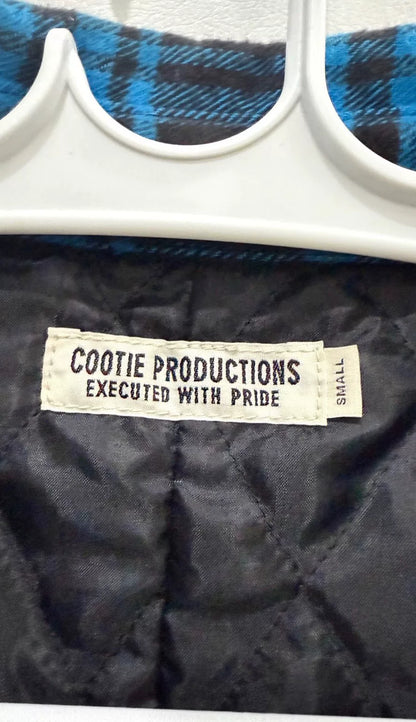 COOTIE PRODUCTIONS
EXECUTED WITH PRIDE
SMALL